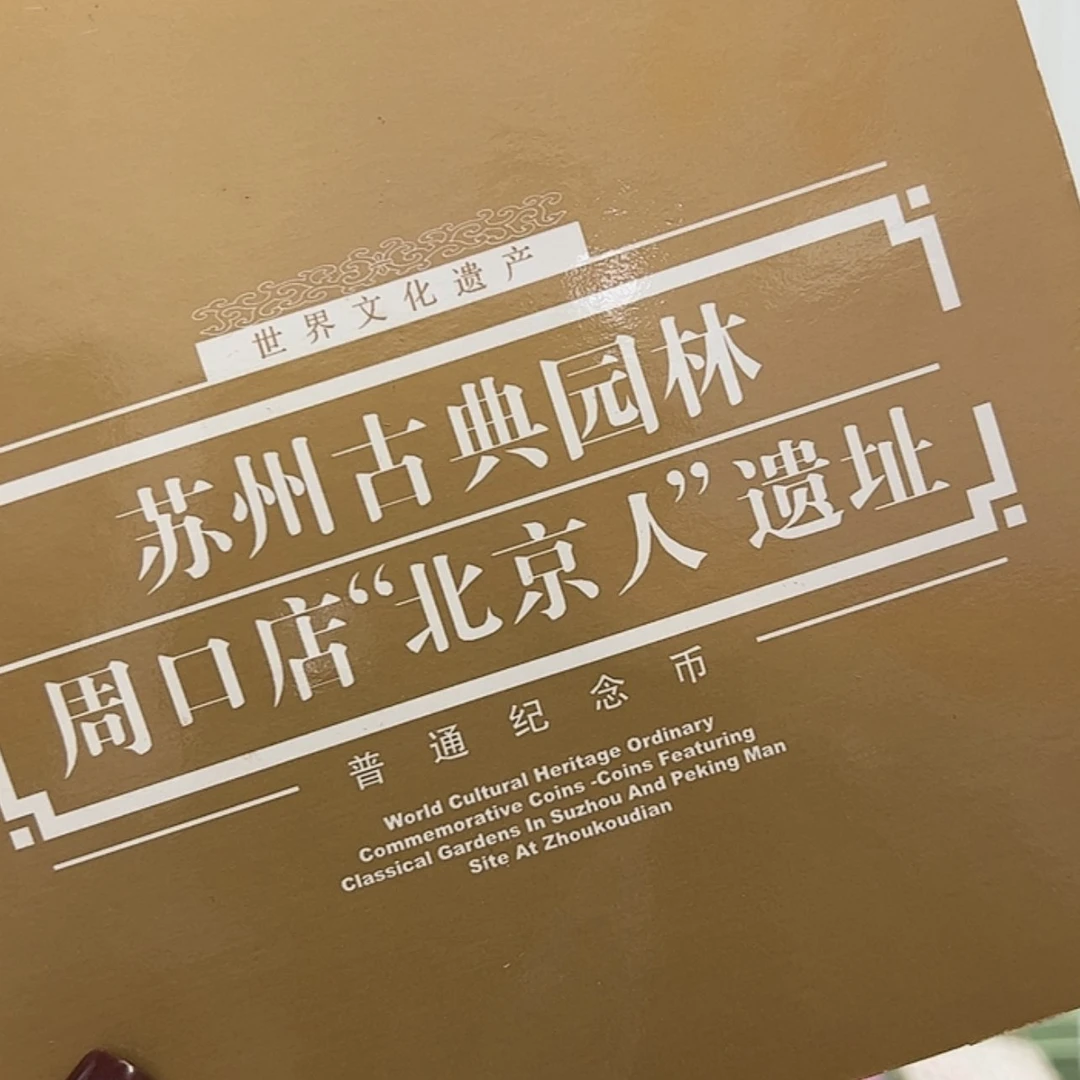 世界文化遗产
苏州古典园林
周口店“北京人”遗址
普通纪念币
World Cultural Heritage Ordinary
Commemorative Coins -Coins Featuring
Classical Gardens In Suzhou And Peking Man
Site At Zhoukoudian